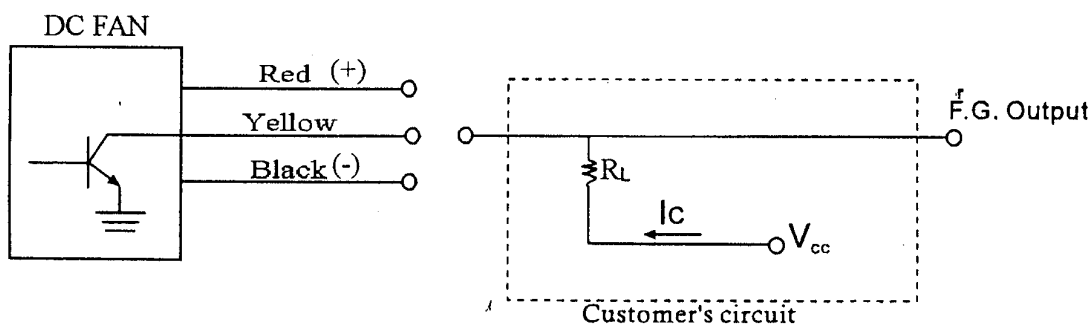 DC FAN
Red (+)
Yellow
Black (-)
F.G. Output
RL
Ic
Vcc
Customer's circuit